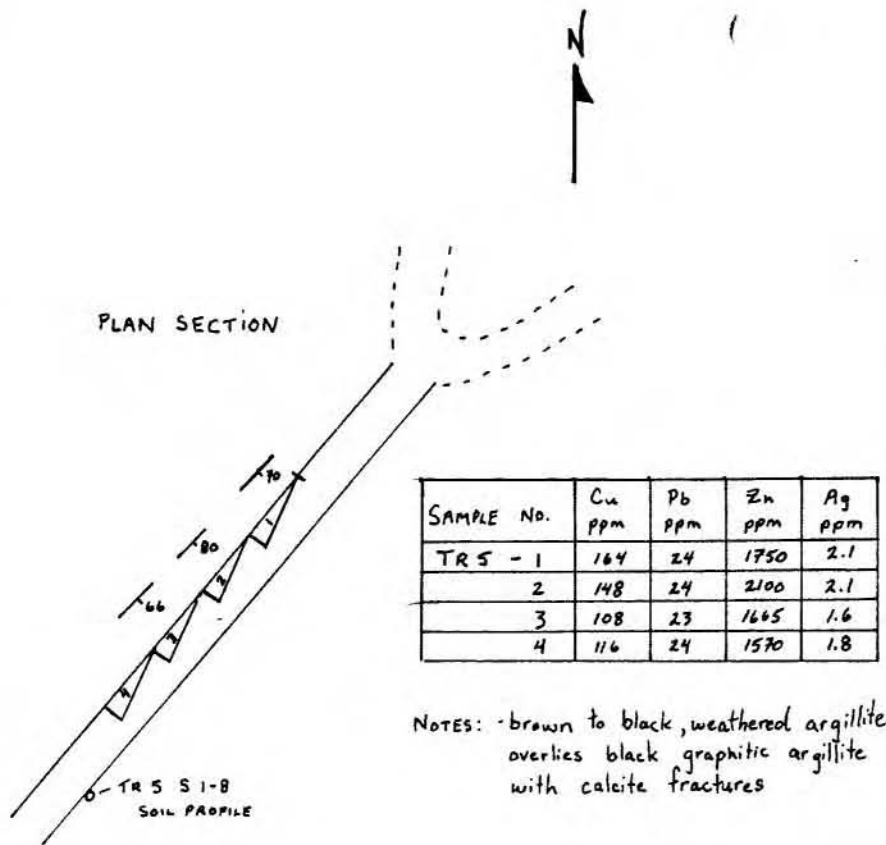 N
PLAN SECTION
70
80
66
1
2
3
4
SAMPLE NO. Cu ppm Pb ppm Zn ppm Ag ppm
TR 5 - 1 164 24 1750 2.1
2 148 24 2100 2.1
3 108 23 1665 1.6
4 116 24 1570 1.8
NOTES: - brown to black, weathered argillite
overlies black graphitic argillite
with calcite fractures
TR 5 S 1-8
SOIL PROFILE